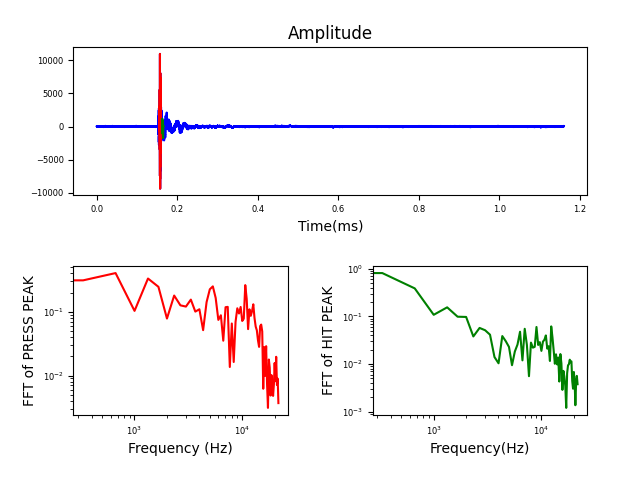 Amplitude
10000
5000
0
−5000
−10000
0.0 0.2 0.4 0.6 0.8 1.0 1.2
Time(ms)
FFT of PRESS PEAK
10⁻¹
10⁻²
10³ 10⁴
Frequency (Hz)
FFT of HIT PEAK
10⁰
10⁻¹
10⁻²
10⁻³
10³ 10⁴
Frequency(Hz)